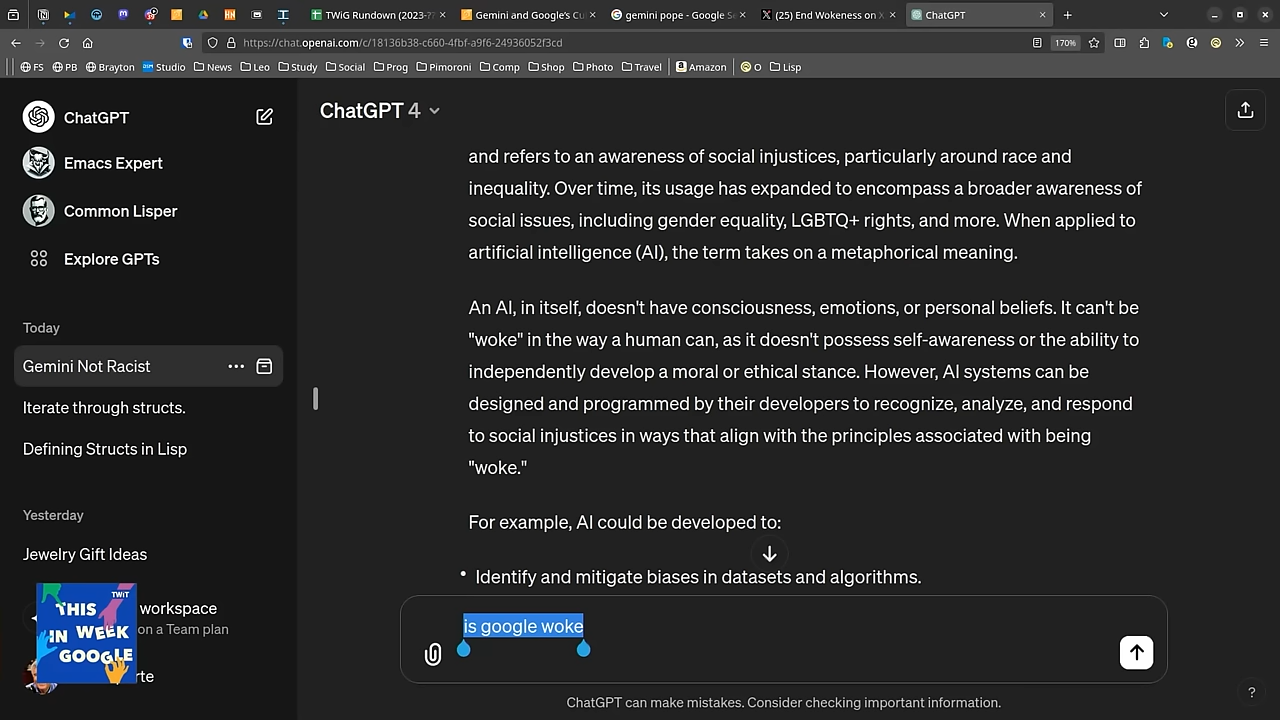 TWiG Rundown (2023-??
Gemini and Google's Cu
gemini pope - Google Se
(25) End Wokeness on X
ChatGPT
https://chat.openai.com/c/18136b38-c660-4fbf-a9f6-24936052f3cd
170%
FS PB Brayton Studio News Leo Study Social Prog Pimoroni Comp Shop Photo Travel Amazon O Lisp
ChatGPT
Emacs Expert
Common Lisper
Explore GPTs
Today
Gemini Not Racist
Iterate through structs.
Defining Structs in Lisp
Yesterday
Jewelry Gift Ideas
workspace
on a Team plan
rte
TWiT
THIS
IN WEEK
GOOGLE
ChatGPT 4
and refers to an awareness of social injustices, particularly around race and
inequality. Over time, its usage has expanded to encompass a broader awareness of
social issues, including gender equality, LGBTQ+ rights, and more. When applied to
artificial intelligence (AI), the term takes on a metaphorical meaning.
An AI, in itself, doesn't have consciousness, emotions, or personal beliefs. It can't be
"woke" in the way a human can, as it doesn't possess self-awareness or the ability to
independently develop a moral or ethical stance. However, AI systems can be
designed and programmed by their developers to recognize, analyze, and respond
to social injustices in ways that align with the principles associated with being
"woke."
For example, AI could be developed to:
• Identify and mitigate biases in datasets and algorithms.
is google woke
ChatGPT can make mistakes. Consider checking important information.
?